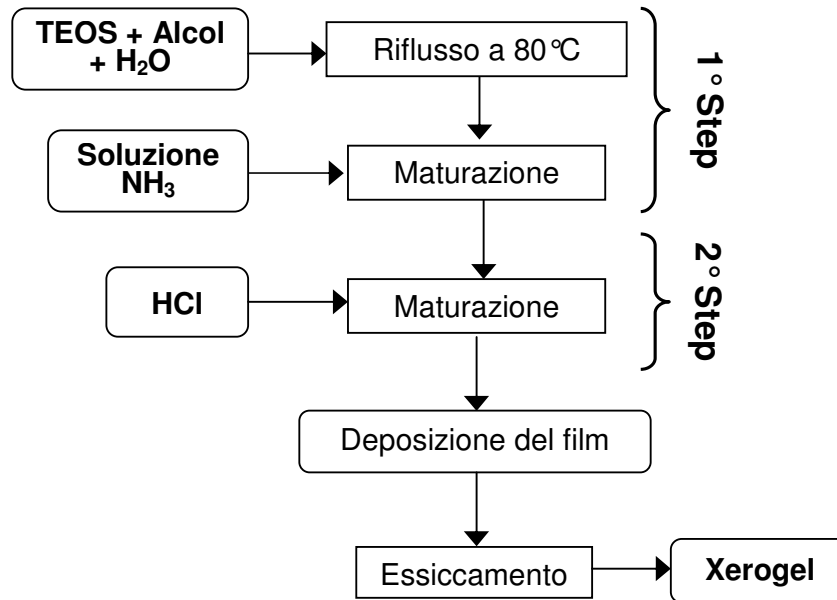 TEOS + Alcol
+ H₂O
Riflusso a 80°C
1° Step
Soluzione
NH₃
Maturazione
2° Step
HCl
Maturazione
Deposizione del film
Essiccamento
Xerogel